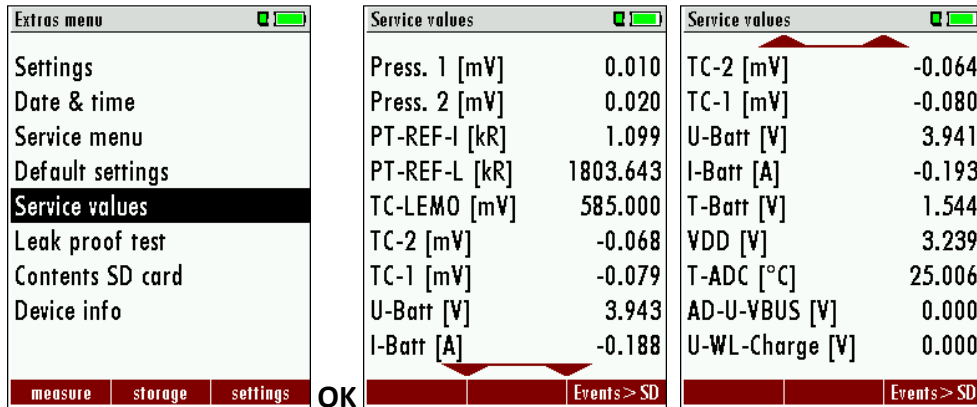 Extras menu
Settings
Date & time
Service menu
Default settings
Service values
Leak proof test
Contents SD card
Device info
measure storage settings
OK
Service values
Press. 1 [mV] 0.010
Press. 2 [mV] 0.020
PT-REF-I [kR] 1.099
PT-REF-L [kR] 1803.643
TC-LEMO [mV] 585.000
TC-2 [mV] -0.068
TC-1 [mV] -0.079
U-Batt [V] 3.943
I-Batt [A] -0.188
Events> SD
Service values
TC-2 [mV] -0.064
TC-1 [mV] -0.080
U-Batt [V] 3.941
I-Batt [A] -0.193
T-Batt [V] 1.544
VDD [V] 3.239
T-ADC [°C] 25.006
AD-U-VBUS [V] 0.000
U-WL-Charge [V] 0.000
Events> SD